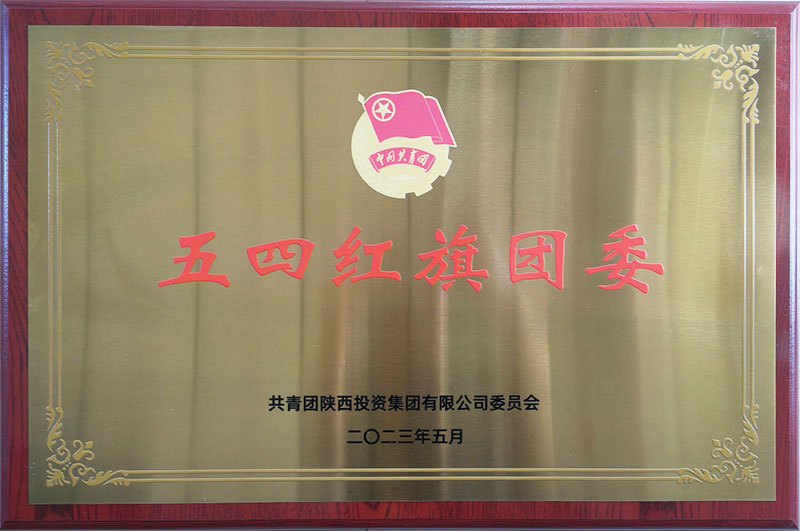 中国共青团
五四红旗团委
共青团陕西投资集团有限公司委员会
二〇二三年五月